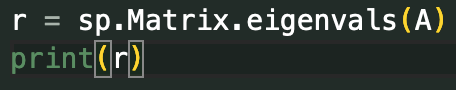 r = sp.Matrix.eigenvals(A)
print(r)